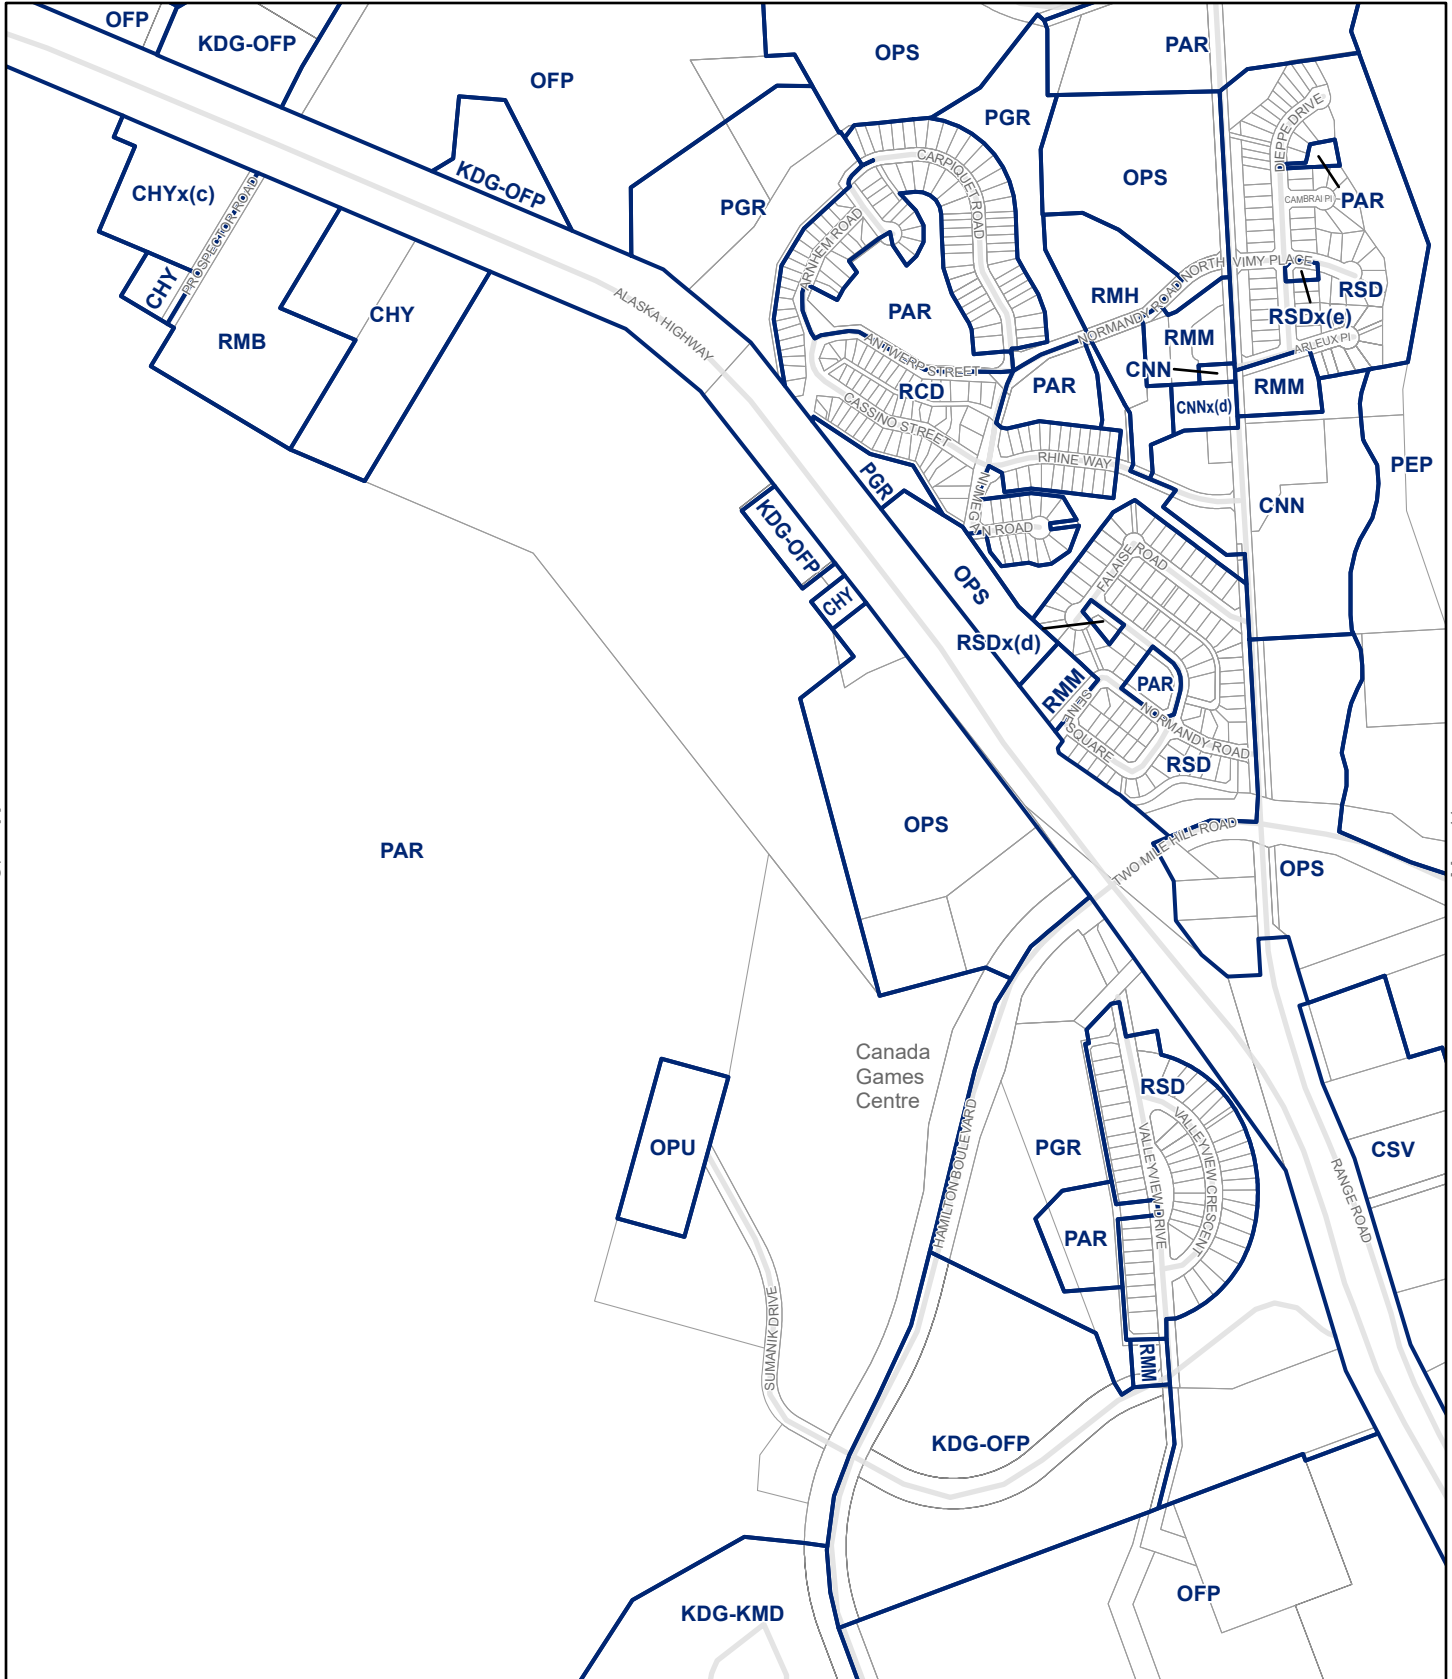 OFP
KDG-OFP
OFP
OPS
PAR
PGR
DIEPPE DRIVE
CARPIQUET ROAD
KDG-OFP
CHYx(c)
PROSPECTOR ROAD
PGR
OPS
CAMBRAI Pl
PAR
ARNHEM ROAD
VIMY PLACE
NORMANDY ROAD NORTH
CHY
RSD
RMH
RSDx(e)
PAR
CHY
ALASKA HIGHWAY
RMB
RMM
ARLEUX Pl
ANTWERP STREET
CNN
RCD
PAR
RMM
CNNx(d)
CASSINO STREET
RHINE WAY
PEP
PGR
NIJMEGAN ROAD
CNN
KDG-OFP
FALAISE ROAD
OPS
CHY
RSDx(d)
PAR
RMM
SEINE SQUARE
NORMANDY ROAD
RSD
OPS
TWO MILE HILL ROAD
PAR
OPS
Canada
Games
Centre
RSD
OPU
PGR
VALLEYVIEW CRESCENT
VALLEYVIEW DRIVE
HAMILTON BOULEVARD
CSV
RANGE ROAD
PAR
SUMANIK DRIVE
RMM
KDG-OFP
OFP
KDG-KMD